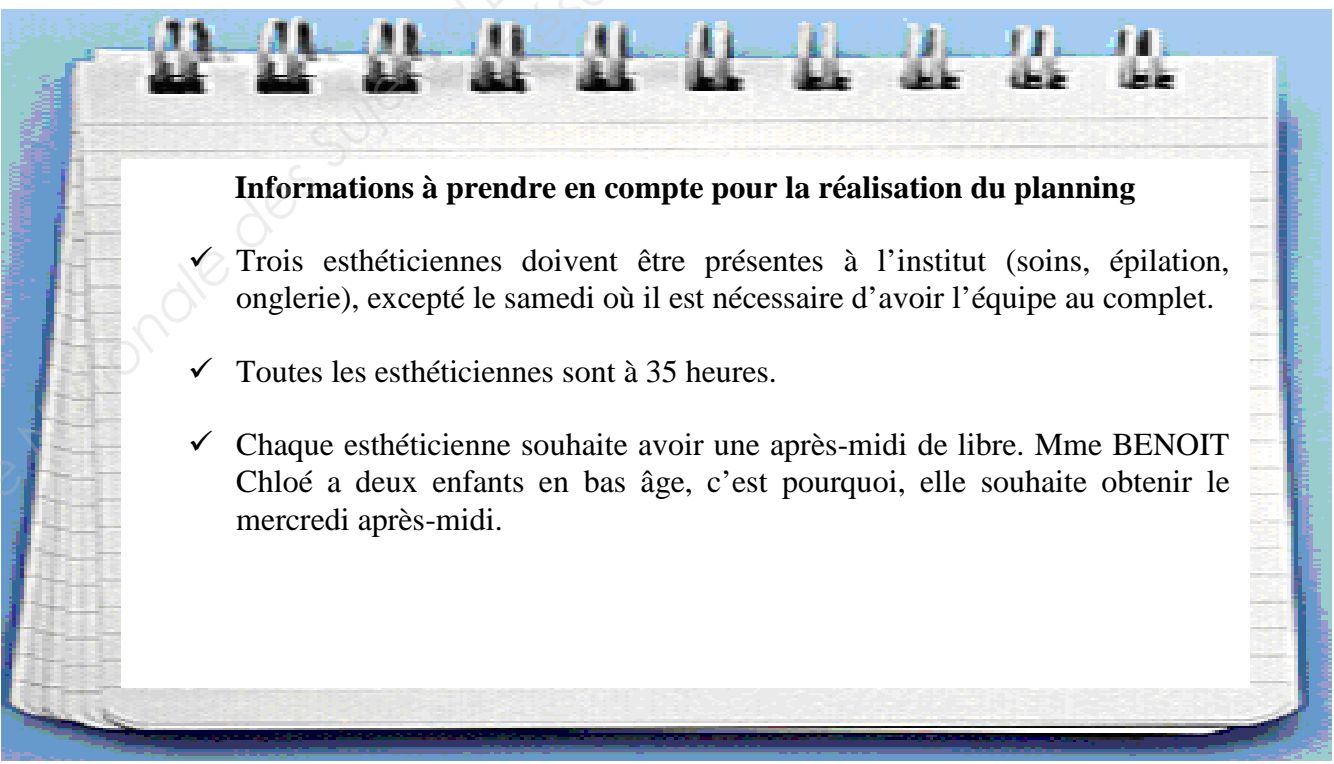 Informations à prendre en compte pour la réalisation du planning
✓ Trois esthéticiennes doivent être présentes à l’institut (soins, épilation,
onglerie), excepté le samedi où il est nécessaire d’avoir l’équipe au complet.
✓ Toutes les esthéticiennes sont à 35 heures.
✓ Chaque esthéticienne souhaite avoir une après-midi de libre. Mme BENOIT
Chloé a deux enfants en bas âge, c’est pourquoi, elle souhaite obtenir le
mercredi après-midi.